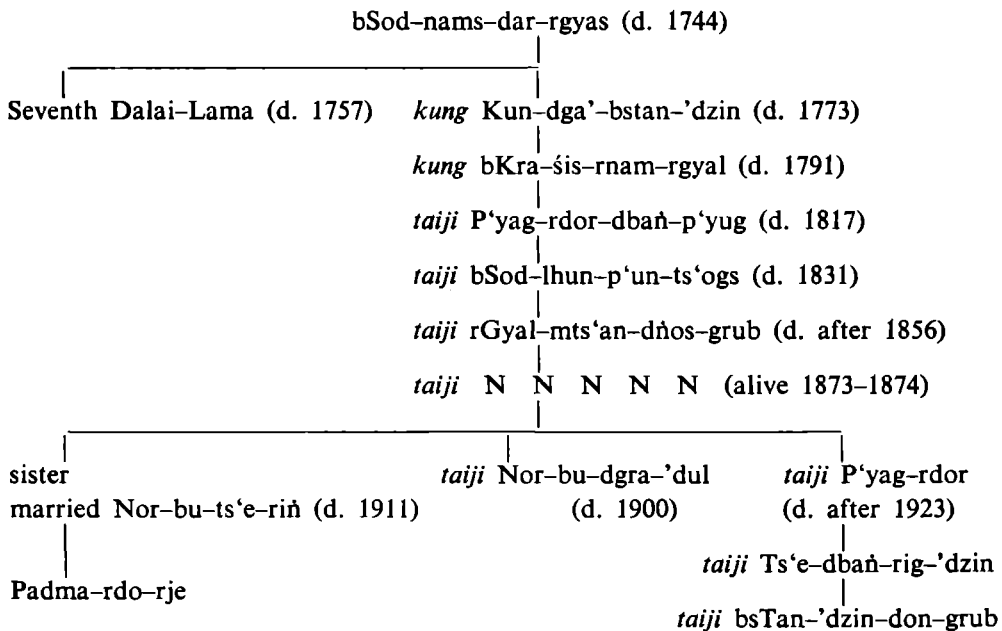 bSod–nams–dar–rgyas (d. 1744)
Seventh Dalai–Lama (d. 1757) kung Kun–dga’–bstan–’dzin (d. 1773)
kung bKra–śis–rnam–rgyal (d. 1791)
taiji P‘yag–rdor–dbaṅ–p‘yug (d. 1817)
taiji bSod–lhun–p‘un–ts‘ogs (d. 1831)
taiji rGyal–mts‘an–dṅos–grub (d. after 1856)
taiji N N N N N (alive 1873–1874)
sister taiji Nor–bu–dgra–’dul taiji P‘yag–rdor
married Nor–bu–ts‘e–riṅ (d. 1911) (d. 1900) (d. after 1923)
taiji Ts‘e–dbaṅ–rig–’dzin
Padma–rdo–rje
taiji bsTan–’dzin–don–grub